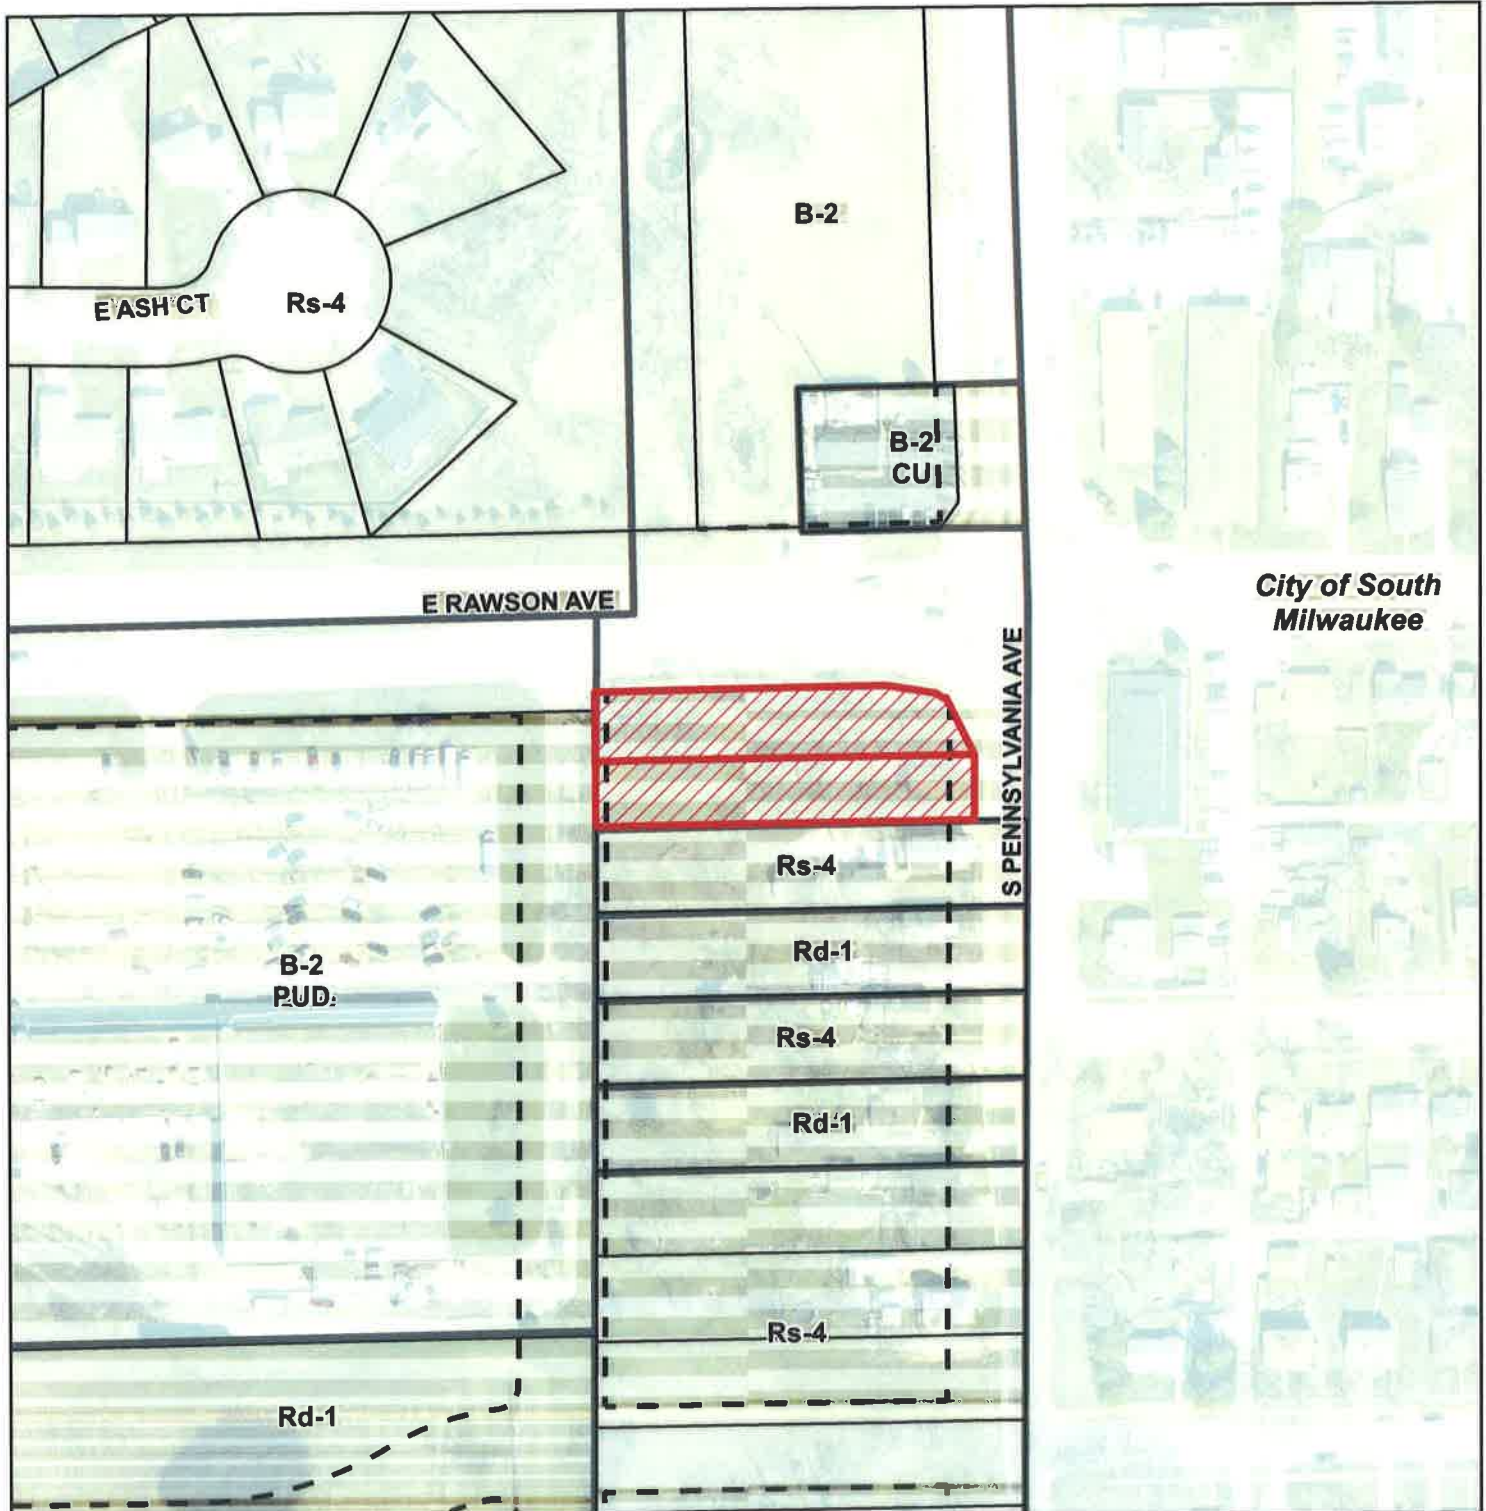 B-2
E ASH CT
Rs-4
B-2
CU
City of South
Milwaukee
E RAWSON AVE
S PENNSYLVANIA AVE
Rs-4
Rd-1
B-2
PUD
Rs-4
Rd-1
Rs-4
Rd-1